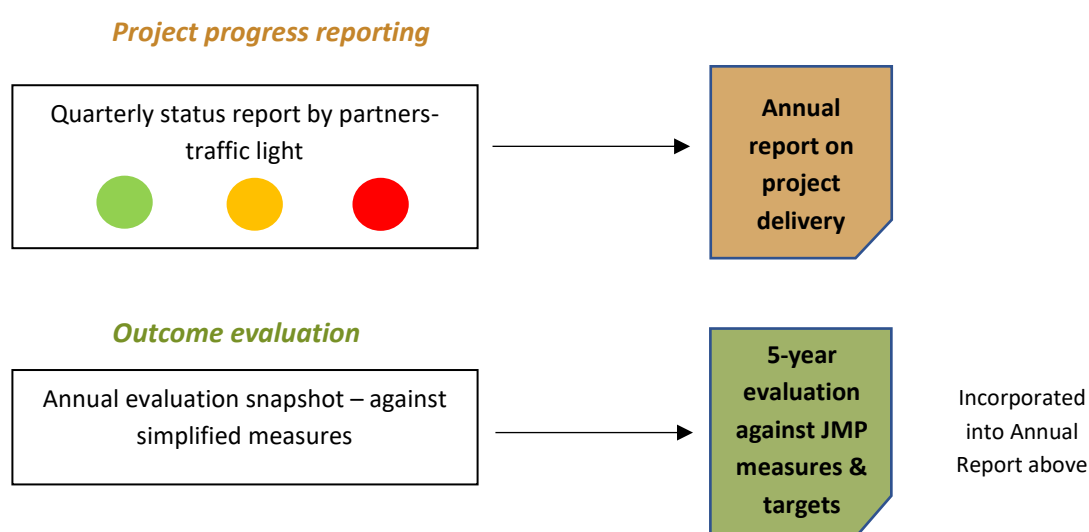 Project progress reporting
Quarterly status report by partners-
traffic light
Annual
report on
project
delivery
Outcome evaluation
Annual evaluation snapshot – against
simplified measures
5-year
evaluation
against JMP
measures &
targets
Incorporated
into Annual
Report above